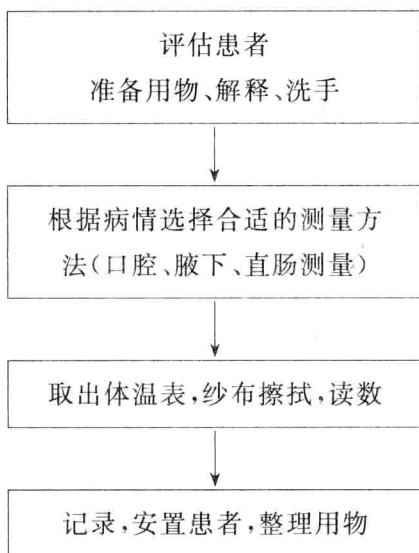 评估患者
准备用物、解释、洗手
根据病情选择合适的测量方
法(口腔、腋下、直肠测量)
取出体温表,纱布擦拭,读数
记录,安置患者,整理用物